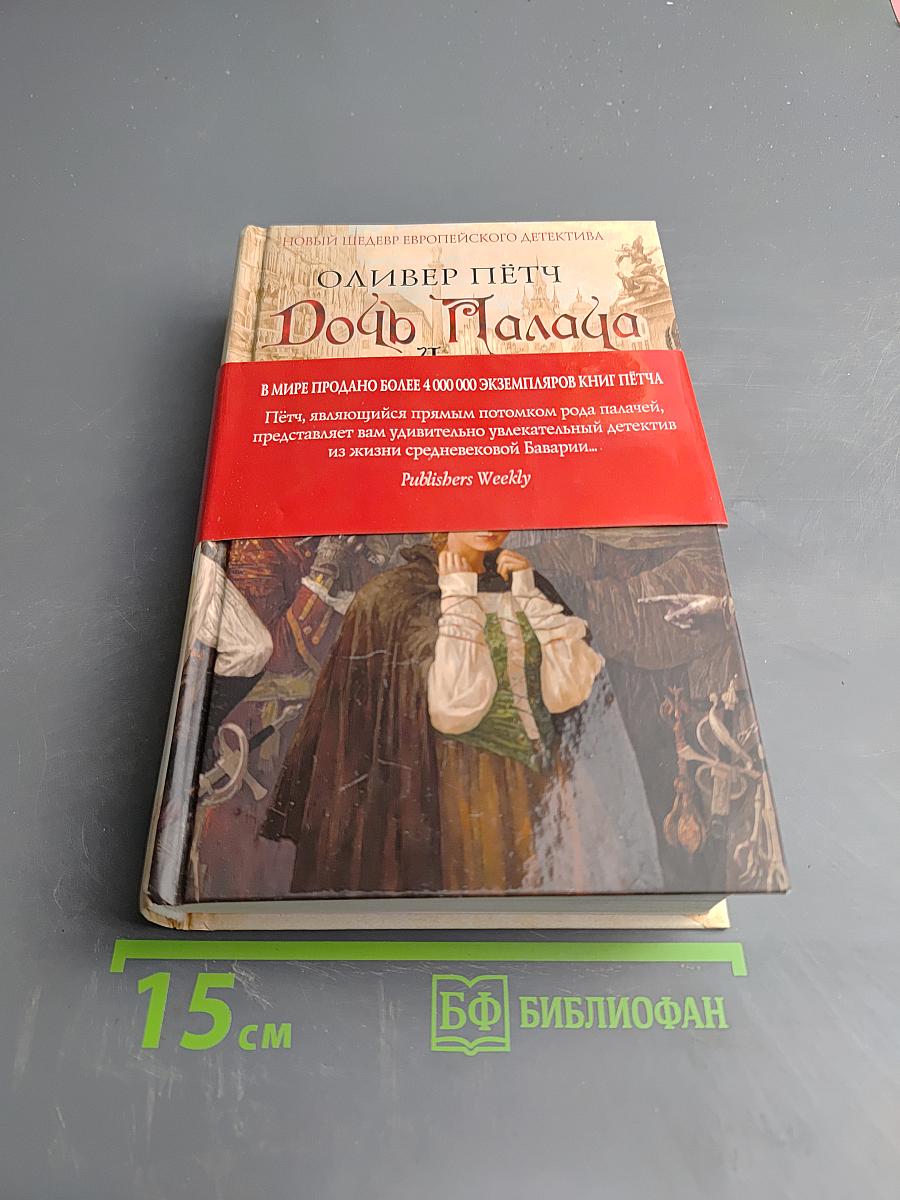 НОВЫЙ ШЕДЕВР ЕВРОПЕЙСКОГО ДЕТЕКТИВА
ОЛИВЕР ПЁТЧ
Дочь Палача
В МИРЕ ПРОДАНО БОЛЕЕ 4 000 000 ЭКЗЕМПЛЯРОВ КНИГ ПЁТЧА
Пётч, являющийся прямым потомком рода палачей,
представляет вам удивительно увлекательный детектив
из жизни средневековой Баварии...
Publishers Weekly
15 см
БФ БИБЛИОФАН